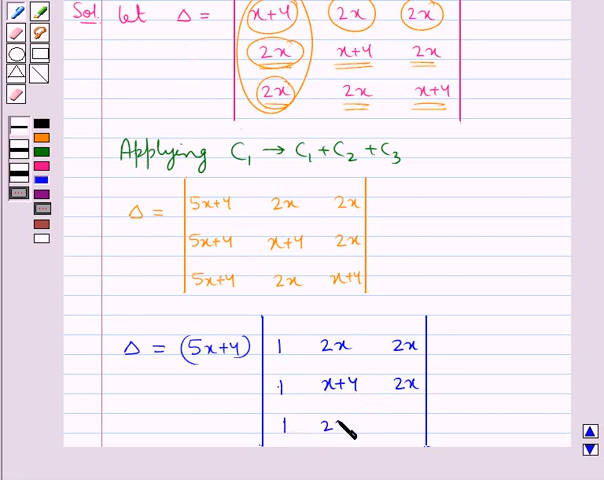 Sol. Let Δ = | x+4 2x 2x |
| 2x x+4 2x |
| 2x 2x x+4 |
Applying C₁ → C₁ + C₂ + C₃
Δ = | 5x+4 2x 2x |
| 5x+4 x+4 2x |
| 5x+4 2x x+4 |
Δ = (5x+4) | 1 2x 2x |
| 1 x+4 2x |
| 1 2x